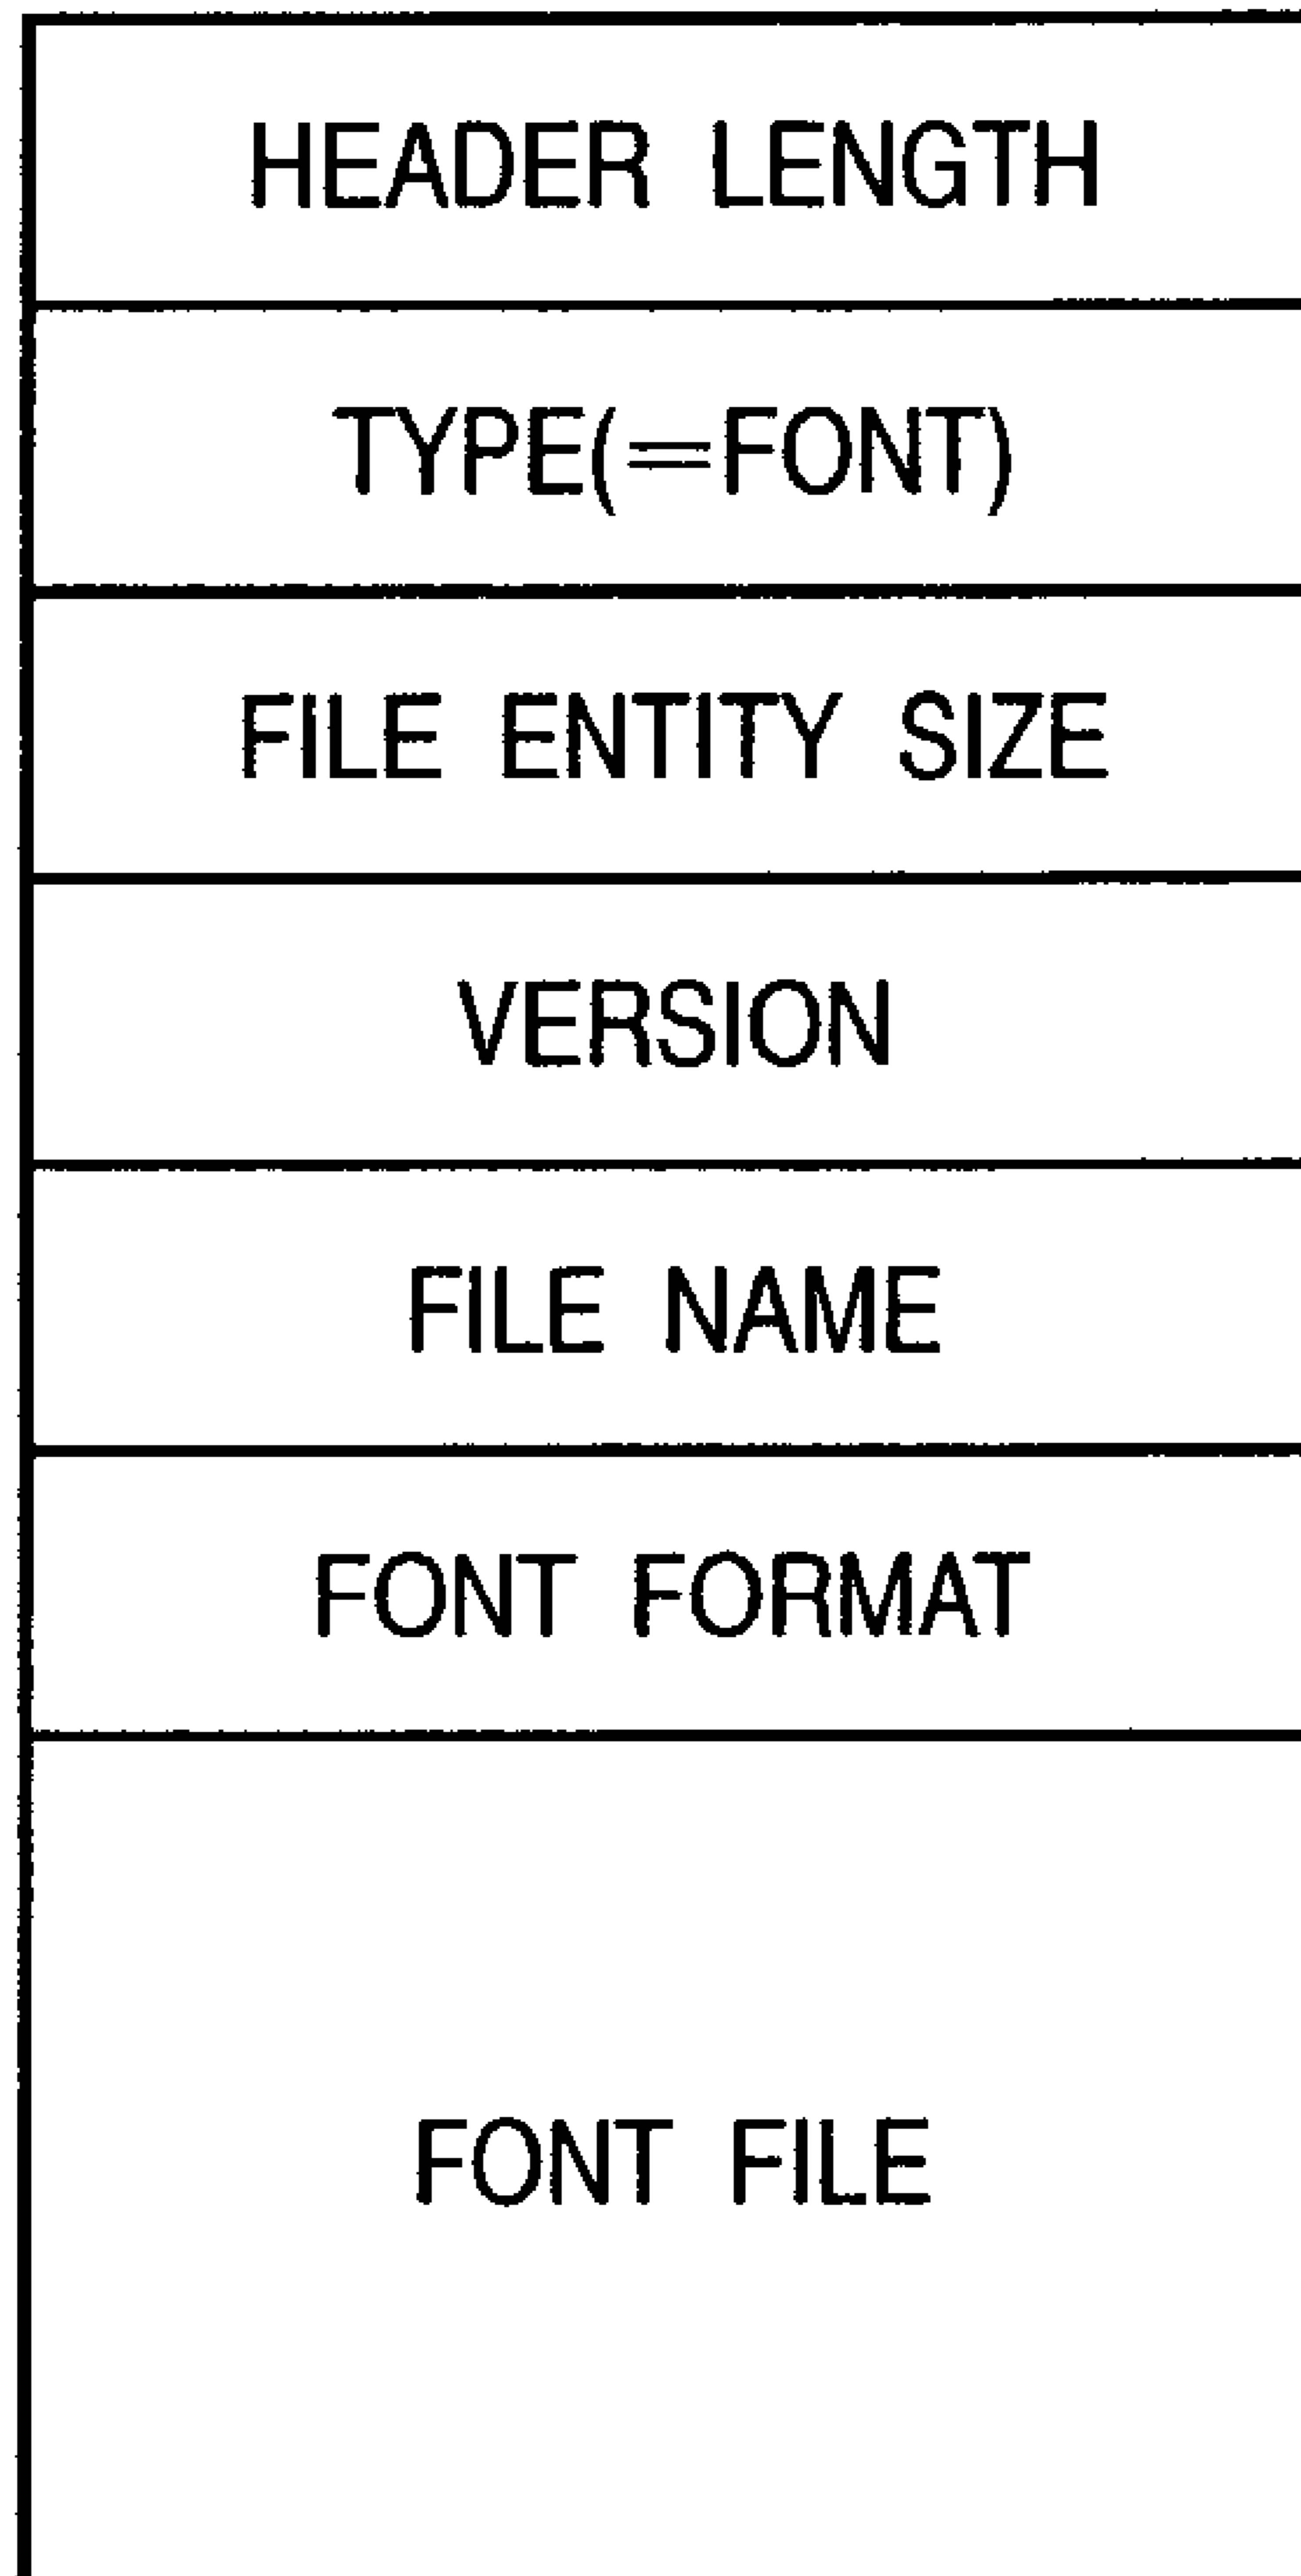 HEADER LENGTH
TYPE(=FONT)
FILE ENTITY SIZE
VERSION
FILE NAME
FONT FORMAT
FONT FILE